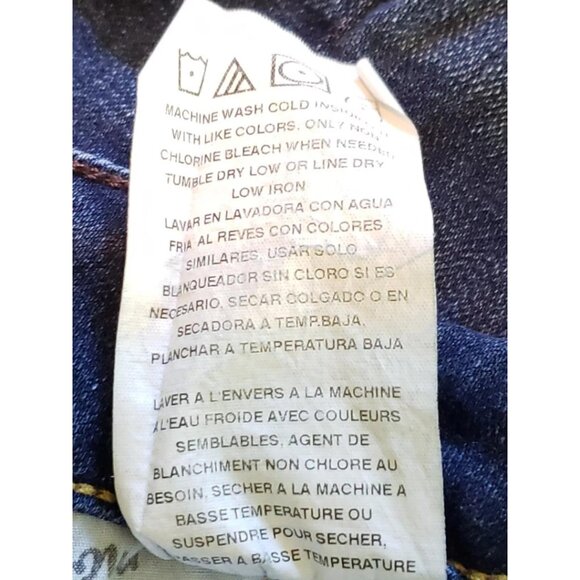 MACHINE WASH COLD
WITH LIKE COLORS. ONLY NON
CHLORINE BLEACH WHEN NEEDED
TUMBLE DRY LOW OR LINE DRY
LOW IRON
LAVAR EN LAVADORA CON AGUA
FRIA AL REVES CON COLORES
SIMILARES, USAR SOLO
BLANQUEADOR SIN CLORO SI ES
NECESARIO, SECAR COLGADO O EN
SECADORA A TEMP.BAJA.
PLANCHAR A TEMPERATURA BAJA
LAVER A L'ENVERS A LA MACHINE
A L'EAU FROIDE AVEC COULEURS
SEMBLABLES, AGENT DE
BLANCHIMENT NON CHLORE AU
BESOIN, SECHER A LA MACHINE A
BASSE TEMPERATURE OU
SUSPENDRE POUR SECHER,
A BASSE TEMPERATURE